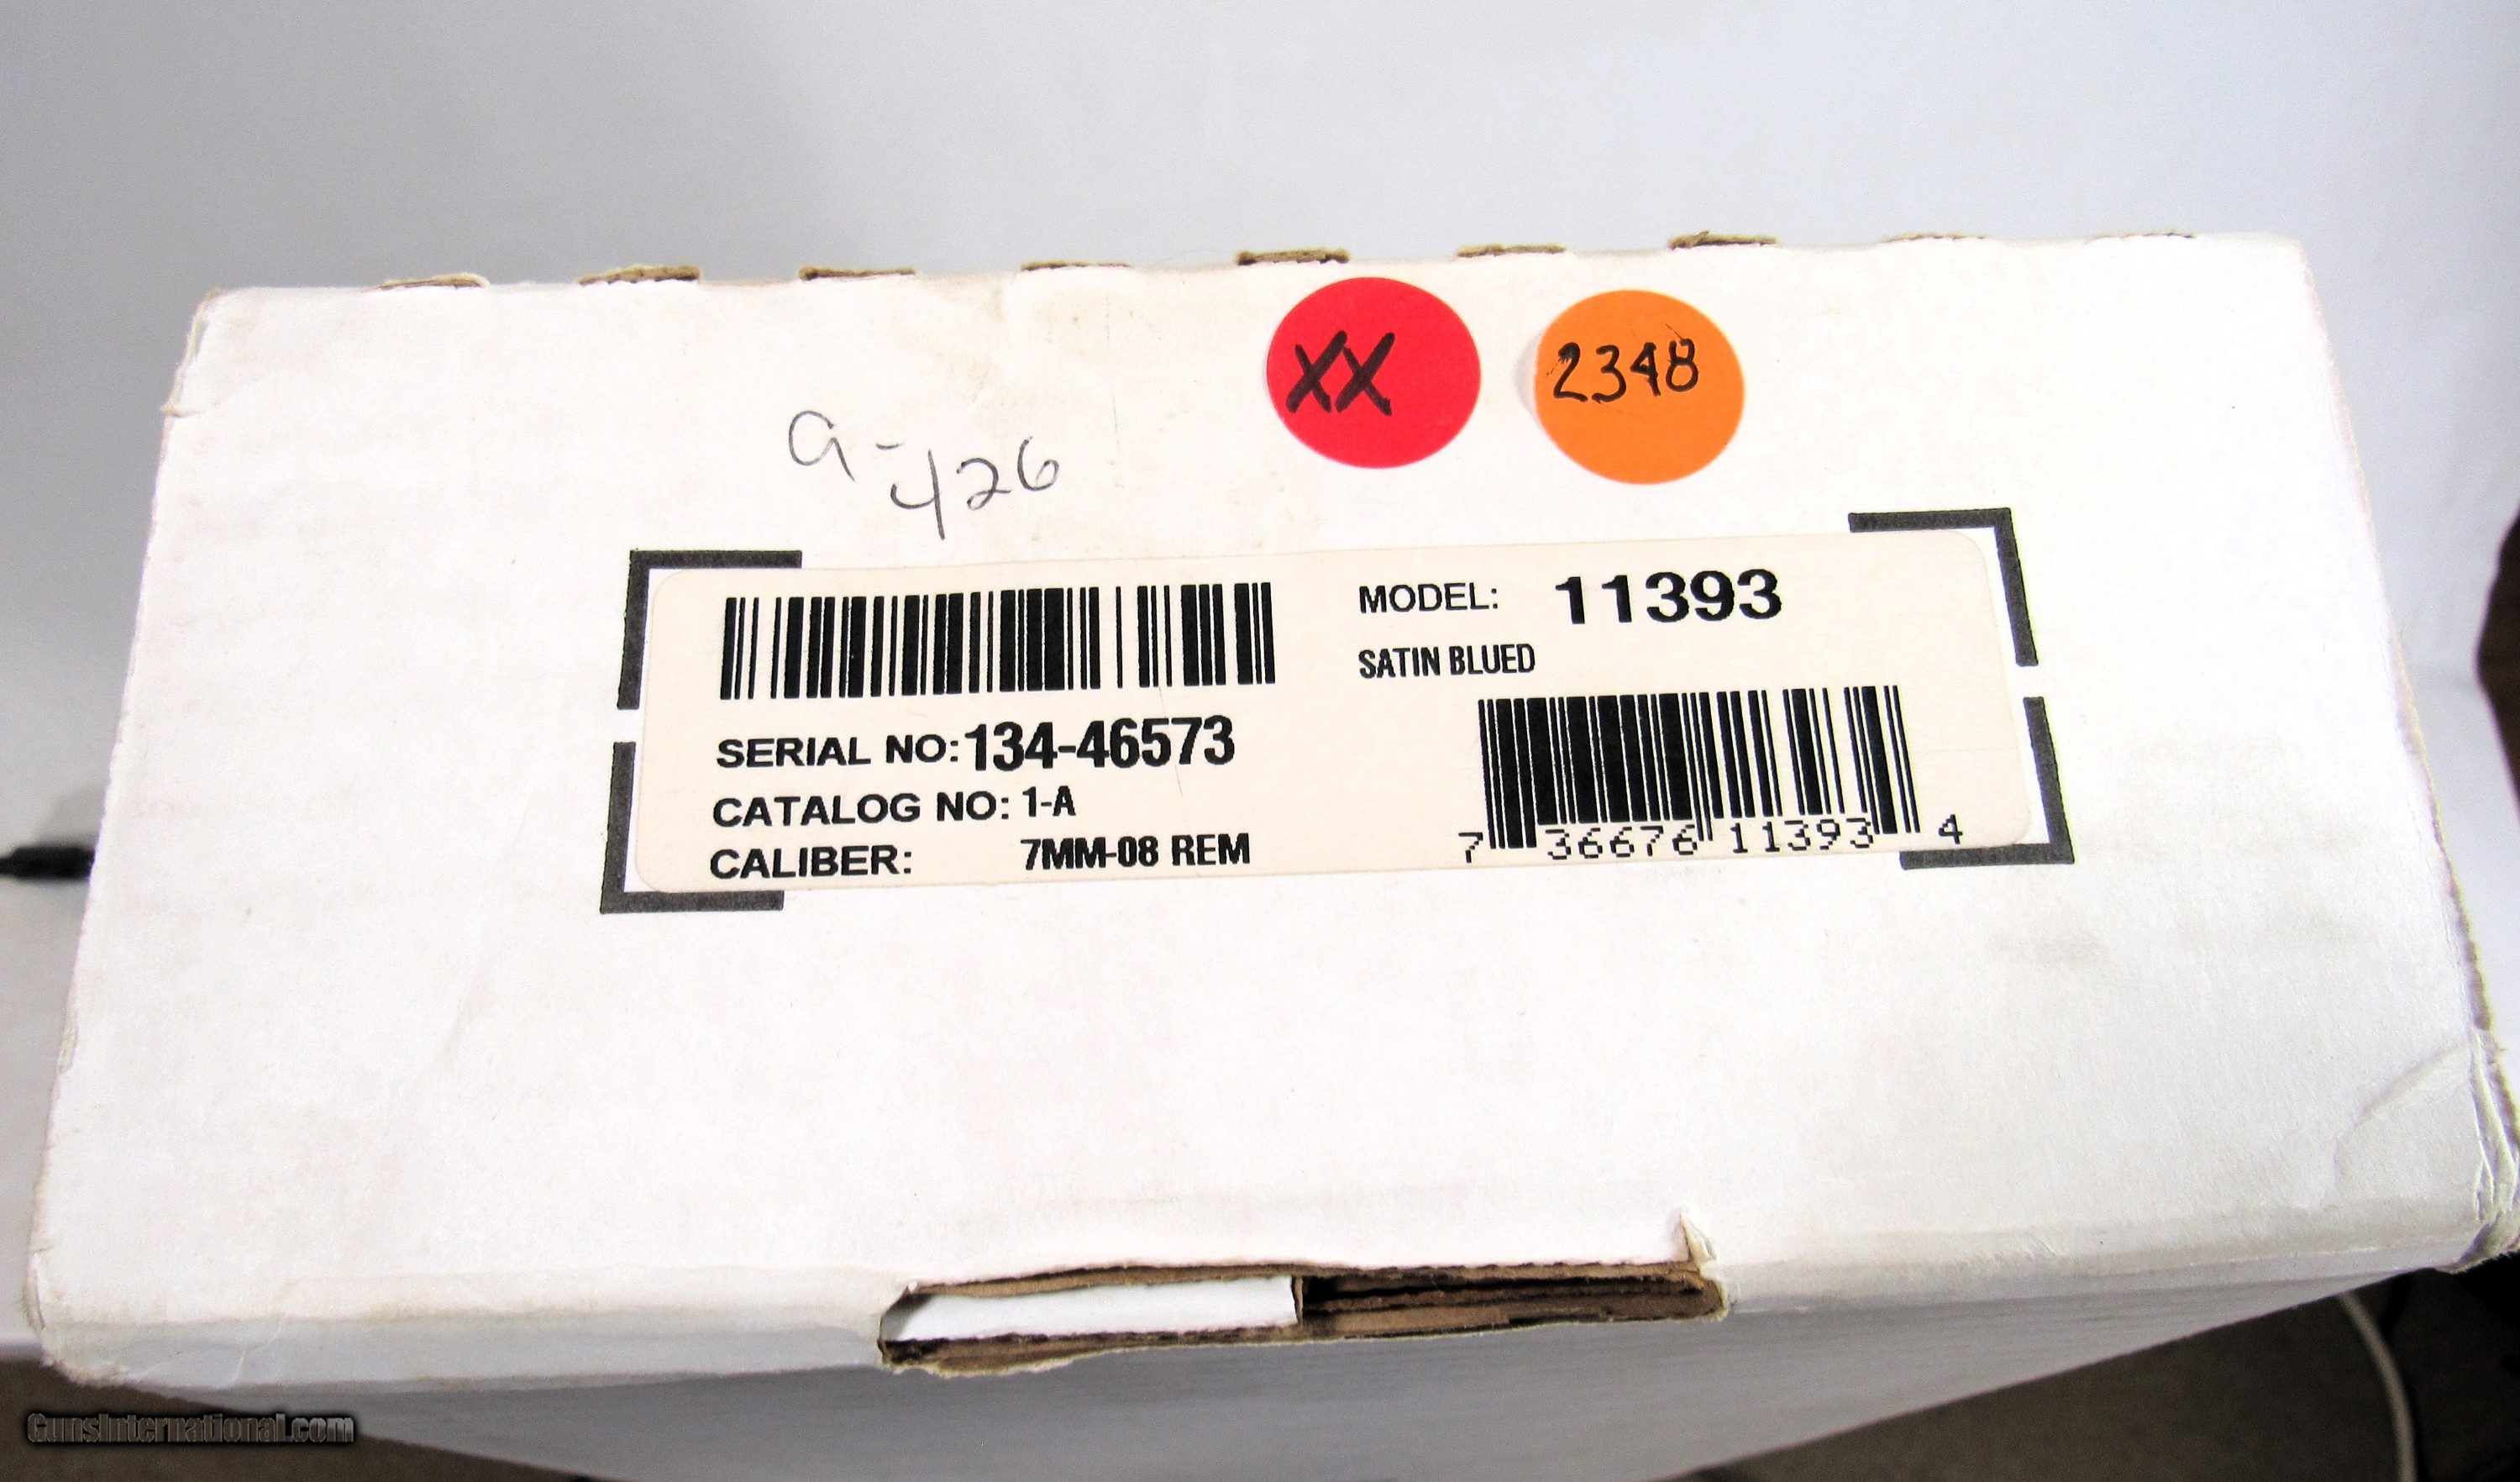 XX
2348
a-426
MODEL: 11393
SATIN BLUED
SERIAL NO: 134-46573
CATALOG NO: 1-A
CALIBER: 7MM-08 REM
7 36676 11393 4
GunsInternational.com